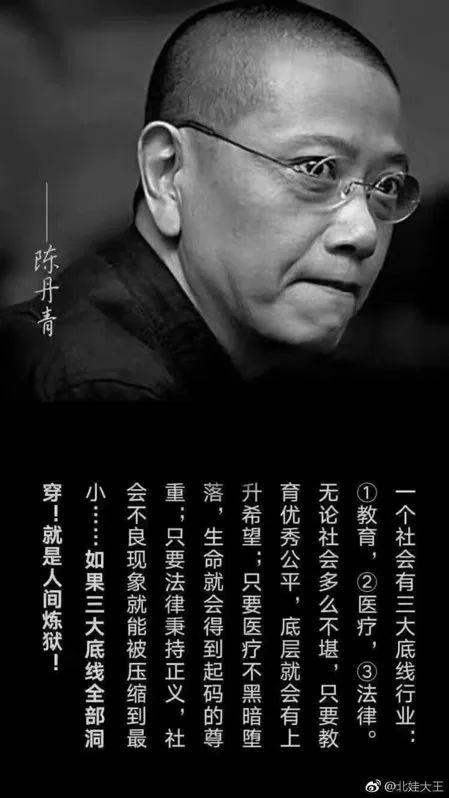 ——陈丹青
一个社会有三大底线行业：
①教育，②医疗，③法律。
无论社会多么不堪，只要教
育优秀公平，底层就会有上
升希望；只要医疗不黑暗堕
落，生命就会得到起码的尊
重；只要法律秉持正义，社
会不良现象就能被压缩到最
小……如果三大底线全部洞
穿！就是人间炼狱！
@北娃大王